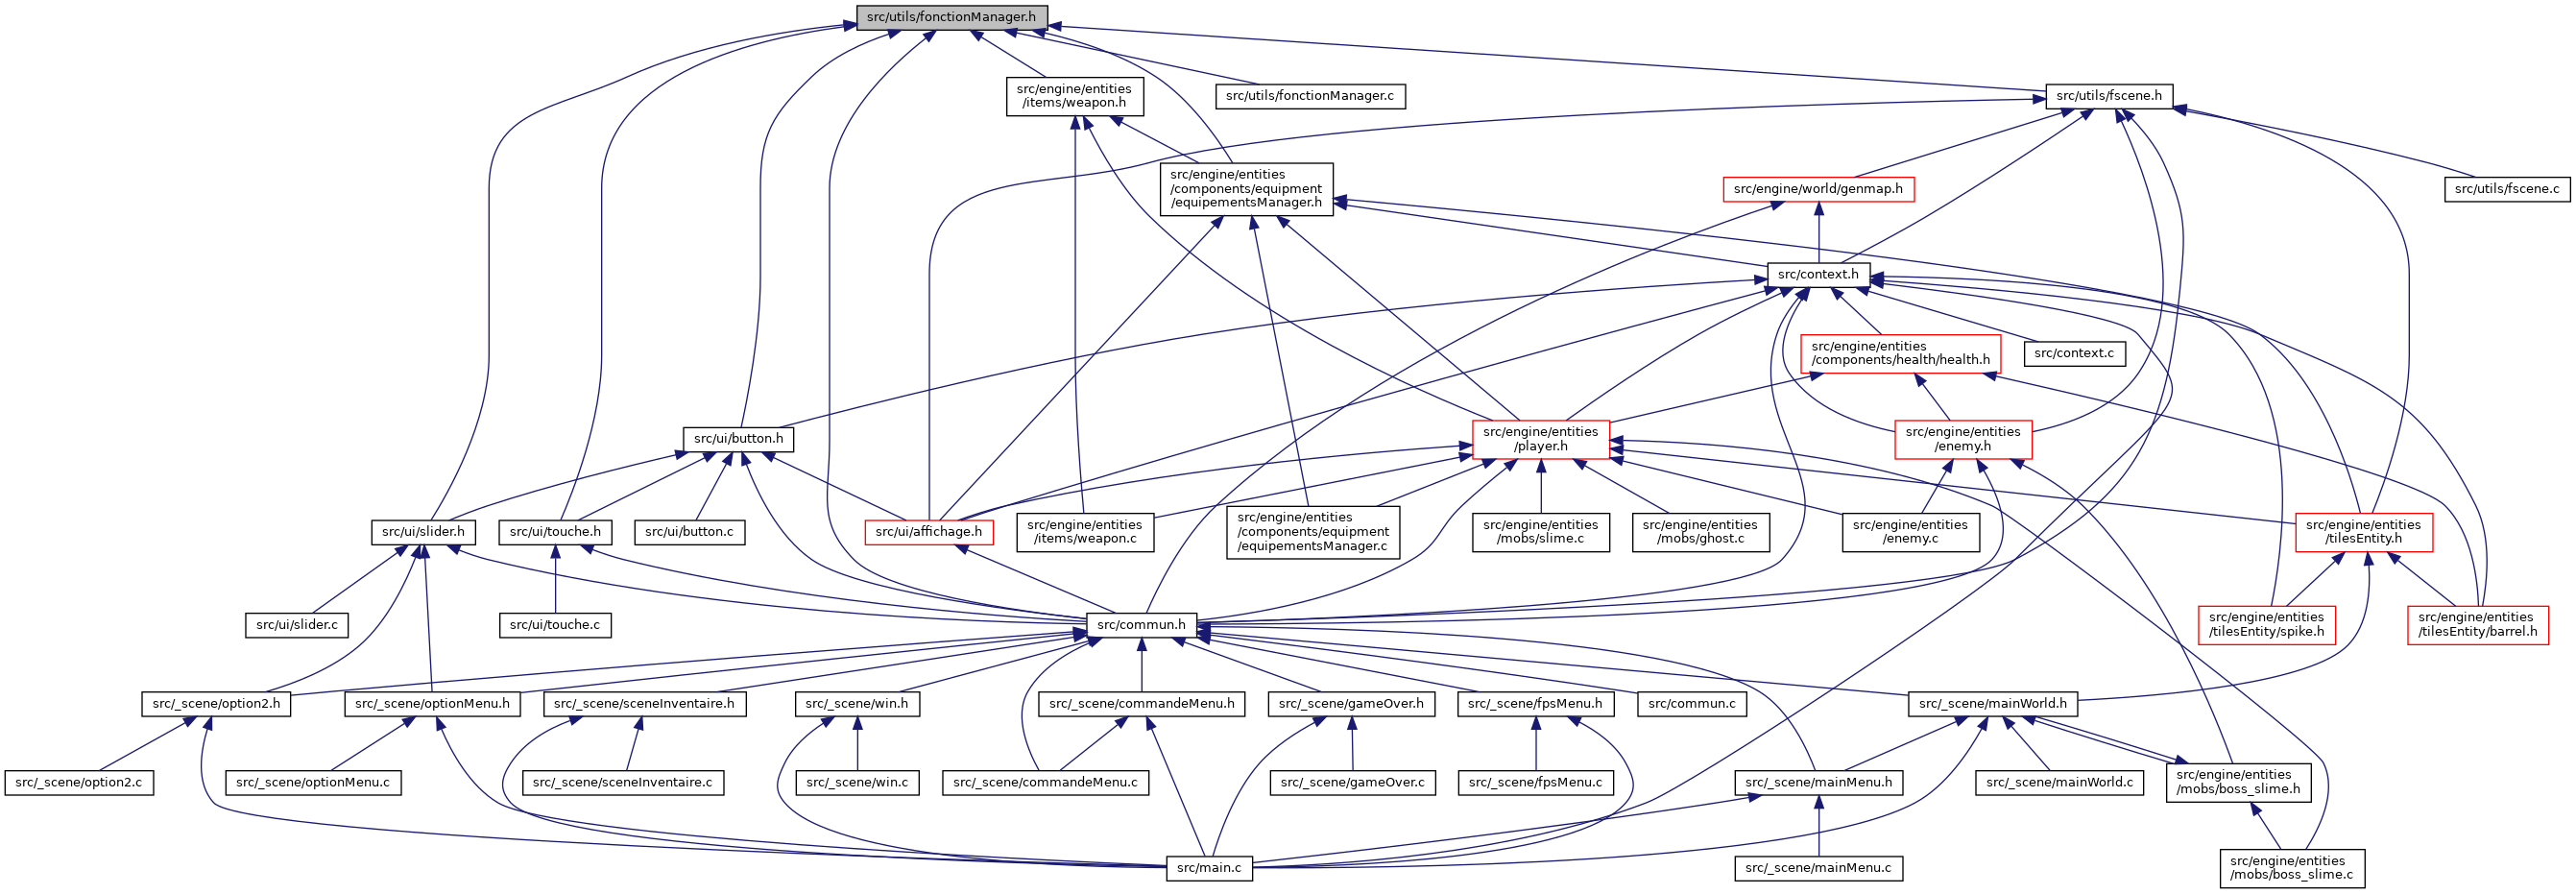 src/utils/fonctionManager.h
src/engine/entities
/items/weapon.h
src/utils/fonctionManager.c
src/utils/fscene.h
src/engine/entities
/components/equipment
/equipementsManager.h
src/engine/world/genmap.h
src/utils/fscene.c
src/context.h
src/engine/entities
/components/health/health.h
src/context.c
src/ui/button.h
src/engine/entities
/player.h
src/engine/entities
/enemy.h
src/ui/slider.h
src/ui/touche.h
src/ui/button.c
src/ui/affichage.h
src/engine/entities
/items/weapon.c
src/engine/entities
/components/equipment
/equipementsManager.c
src/engine/entities
/mobs/slime.c
src/engine/entities
/mobs/ghost.c
src/engine/entities
/enemy.c
src/engine/entities
/tilesEntity.h
src/ui/slider.c
src/ui/touche.c
src/commun.h
src/engine/entities
/tilesEntity/spike.h
src/engine/entities
/tilesEntity/barrel.h
src/_scene/option2.h
src/_scene/optionMenu.h
src/_scene/sceneInventaire.h
src/_scene/win.h
src/_scene/commandeMenu.h
src/_scene/gameOver.h
src/_scene/fpsMenu.h
src/commun.c
src/_scene/mainWorld.h
src/_scene/option2.c
src/_scene/optionMenu.c
src/_scene/sceneInventaire.c
src/_scene/win.c
src/_scene/commandeMenu.c
src/_scene/gameOver.c
src/_scene/fpsMenu.c
src/_scene/mainMenu.h
src/_scene/mainWorld.c
src/engine/entities
/mobs/boss_slime.h
src/main.c
src/_scene/mainMenu.c
src/engine/entities
/mobs/boss_slime.c